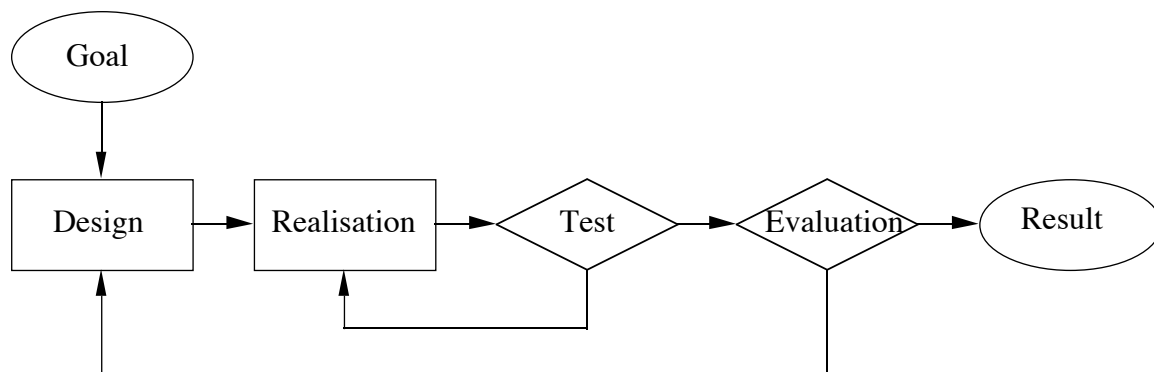 Goal
Design
Realisation
Test
Evaluation
Result